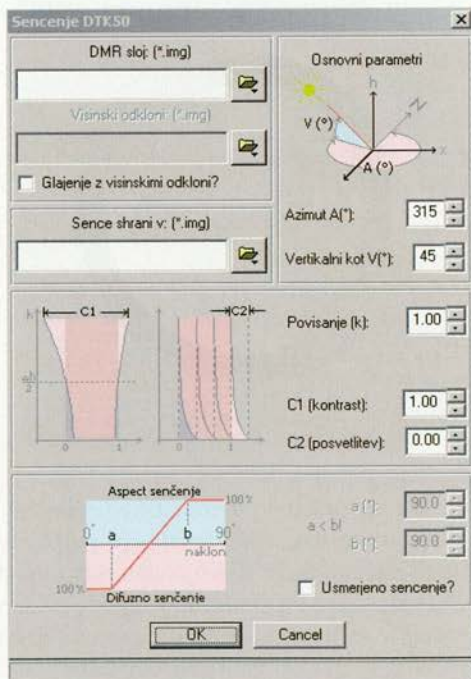 Sencenje DTK50
DMR sloj: (*.img)
Visinski odkloni: (*.img)
Glajenje z visinskimi odkloni?
Sence shrani v: (*.img)
Osnovni parametri
h
N
V (°)
x
A (°)
Azimut A(°):
315
Vertikalni kot V(°):
45
h
C1
C2
0
1
0
1
Povisanje (k):
1.00
C1 (kontrast):
1.00
C2 (posvetlitev):
0.00
Aspect senčenje
100%
0°
a
b
90°
naklon
100%
Difuzno senčenje
a (°):
90.0
a < b!
b (°):
90.0
Usmerjeno sencenje?
OK
Cancel